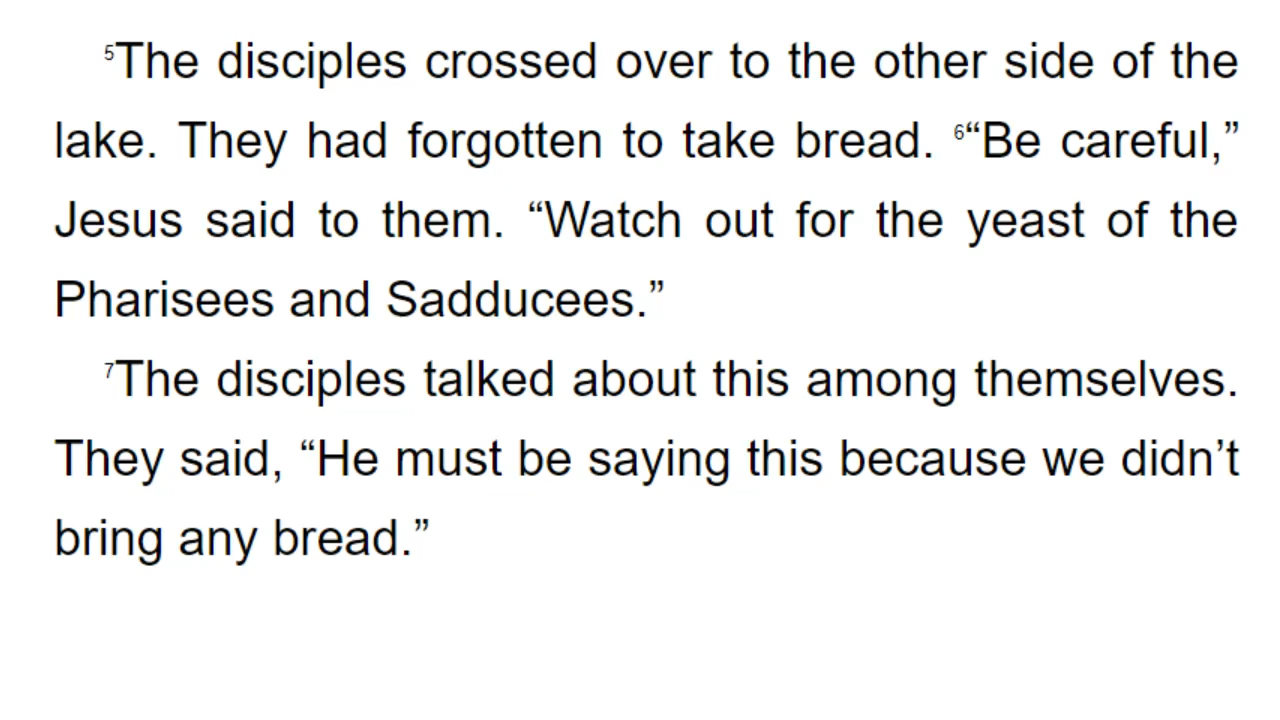 ⁵The disciples crossed over to the other side of the
lake. They had forgotten to take bread. ⁶“Be careful,”
Jesus said to them. “Watch out for the yeast of the
Pharisees and Sadducees.”
⁷The disciples talked about this among themselves.
They said, “He must be saying this because we didn’t
bring any bread.”